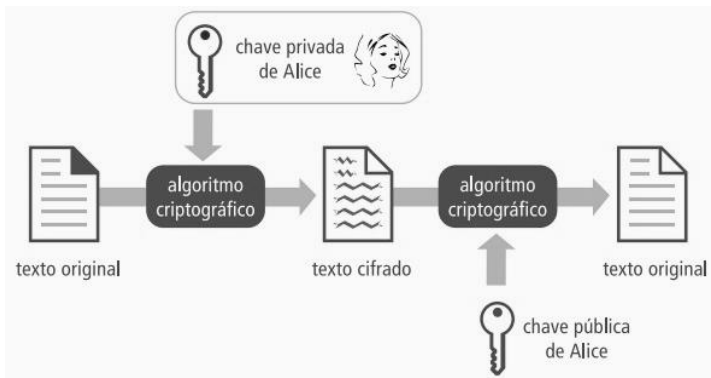 chave privada
de Alice
algoritmo
criptográfico
algoritmo
criptográfico
texto original
texto cifrado
texto original
chave pública
de Alice